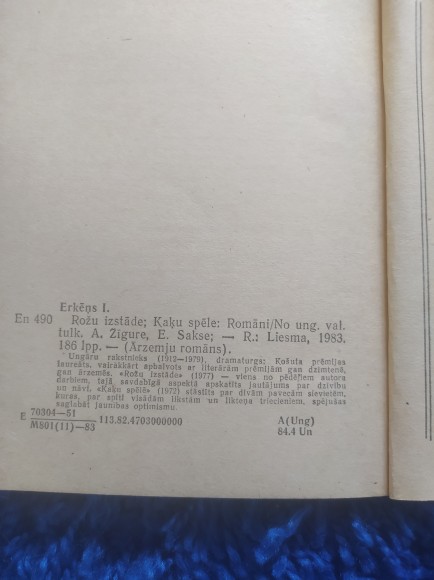 Erkēņs I.
En 490 Rožu izstāde; Kaķu spēle: Romāni/No ung. val.
tulk. A. Zigure, E. Sakse; — R.: Liesma, 1983.
186 lpp. — (Ārzemju romāns).
Ungāru rakstnieks (1912—1979), dramaturgs; Košuta prēmijas
laureāts, vairākkārt apbalvots ar literārām prēmijām gan dzimtenē,
gan ārzemēs. «Rožu izstāde» (1977) — viens no pēdējiem autora
darbiem, tajā savdabīgā aspektā apskatīts jautājums par dzīvību
un nāvi. «Kaķu spēlē» (1972) stāstīts par divām pavecām sievietēm,
kuras, par spīti visādām likstām un likteņa triecieniem, spējušas
saglabāt jaunības optimismu.
E 70304—51
M801(11)—83 113.82.4703000000
A (Ung)
84.4 Un